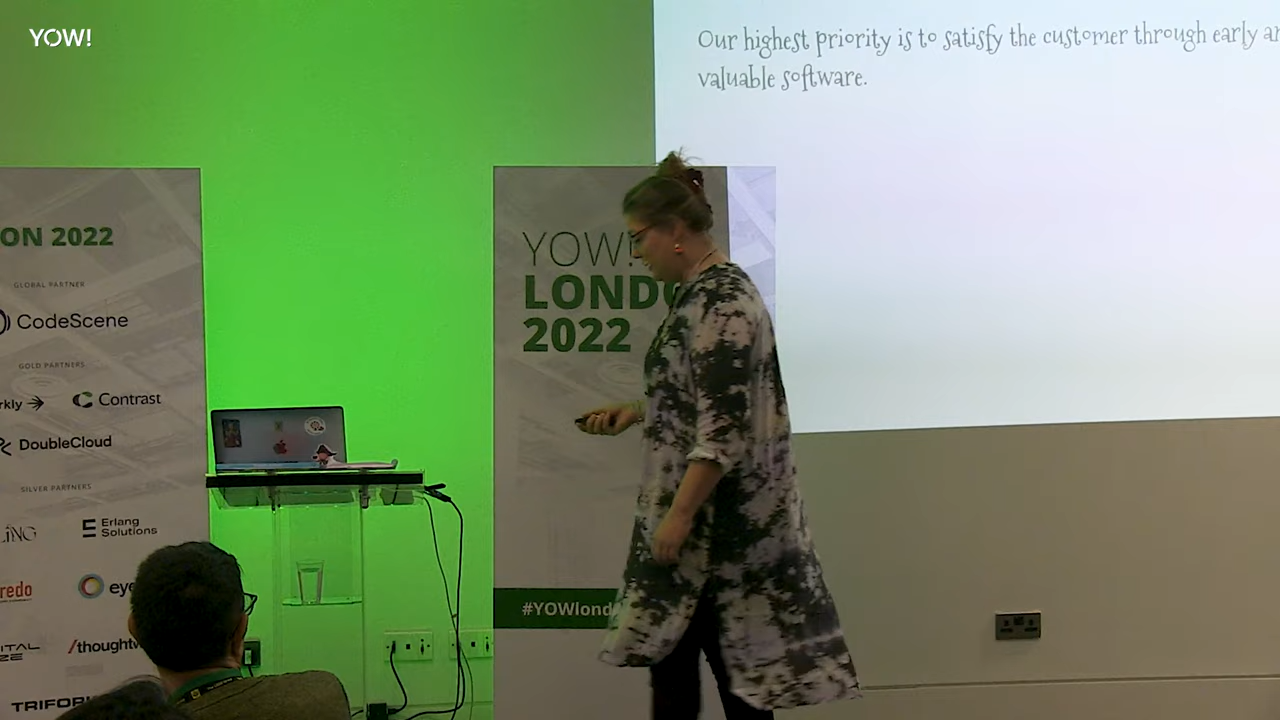 YOW!
Our highest priority is to satisfy the customer through early
valuable software.
ON 2022
GLOBAL PARTNER
CodeScene
GOLD PARTNERS
Contrast
DoubleCloud
SILVER PARTNERS
Erlang
Solutions
YOW!
LONDO
2022
#YOWlond